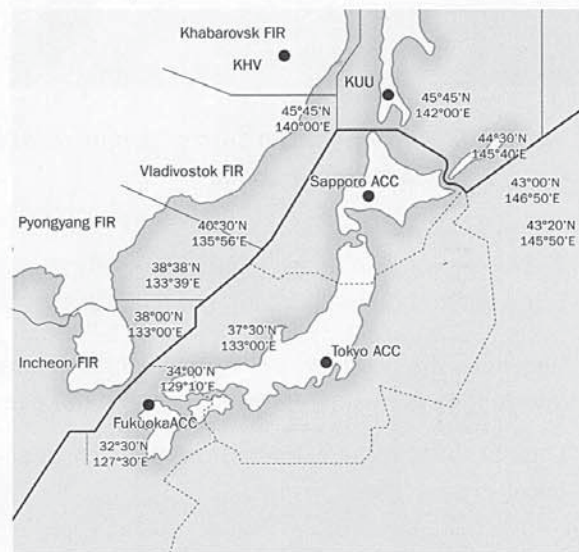 Khabarovsk FIR
KHV
KUU
45°45'N
140°00'E
45°45'N
142°00'E
44°30'N
145°40'E
Vladivostok FIR
Sapporo ACC
43°00'N
146°50'E
Pyongyang FIR
40°30'N
135°56'E
43°20'N
145°50'E
38°38'N
133°39'E
38°00'N
133°00'E
37°30'N
133°00'E
Incheon FIR
Tokyo ACC
34°00'N
129°10'E
FukuokaACC
32°30'N
127°30'E